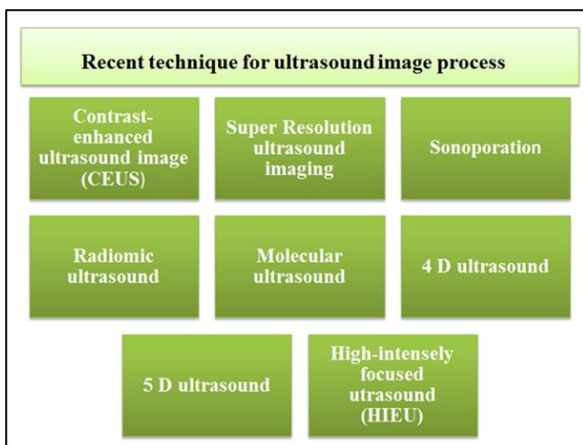 Recent technique for ultrasound image process
Contrast-
enhanced
ultrasound image
(CEUS)
Super Resolution
ultrasound
imaging
Sonoporation
Radiomic
ultrasound
Molecular
ultrasound
4 D ultrasound
5 D ultrasound
High-intensely
focused
utrasound
(HIEU)